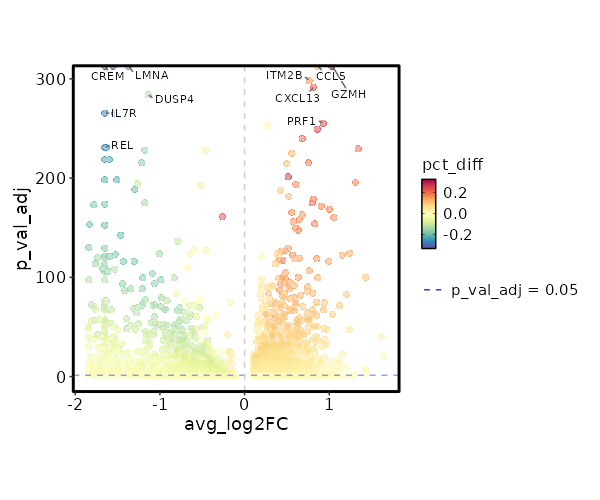 300
200
100
0
-2
-1
0
1
p_val_adj
avg_log2FC
CREM
LMNA
DUSP4
IL7R
REL
ITM2B
CCL5
CXCL13
GZMH
PRF1
pct_diff
0.2
0.0
-0.2
p_val_adj = 0.05